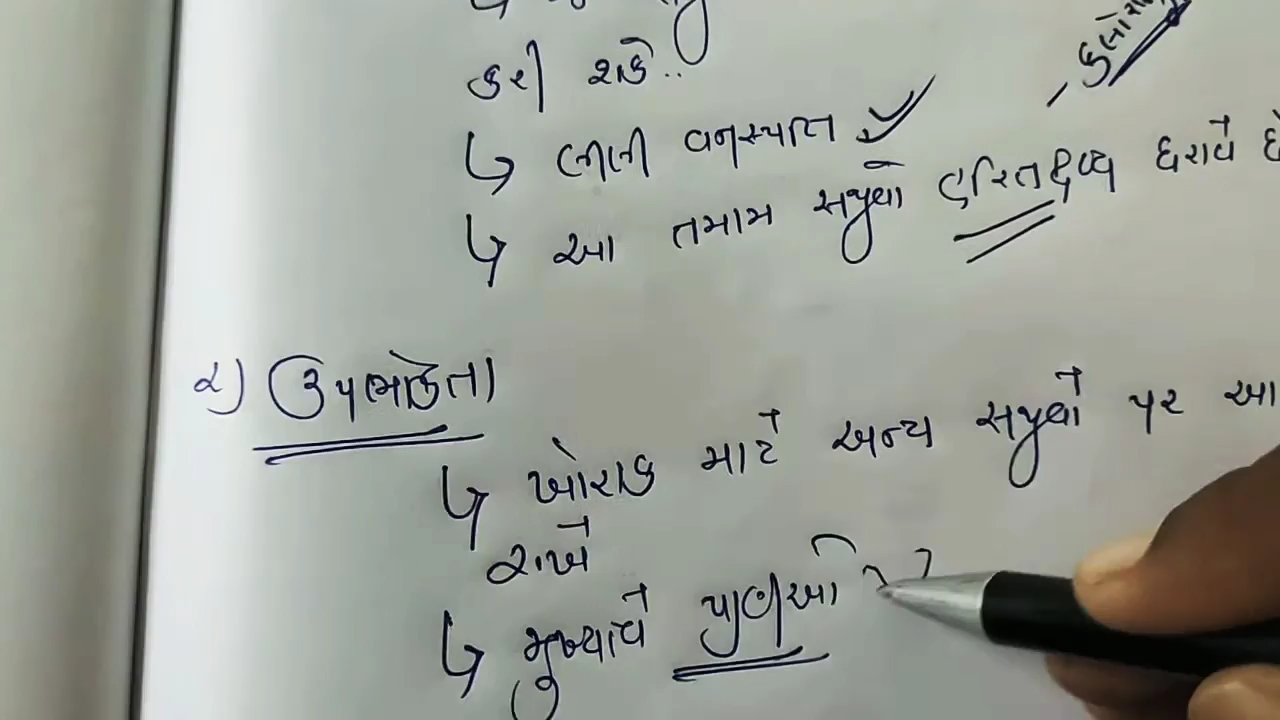 કરી શકે..
↳ લીલી વનસ્પતિ ✓
↳ આ તમામ સજીવો હરિતદ્રવ્ય ધરાવે છે
૨) ઉપભોક્તા
↳ ખોરાક માટે અન્ય સજીવો પર આ
રાખે
↳ મુખ્યત્વે પ્રાણીઓ